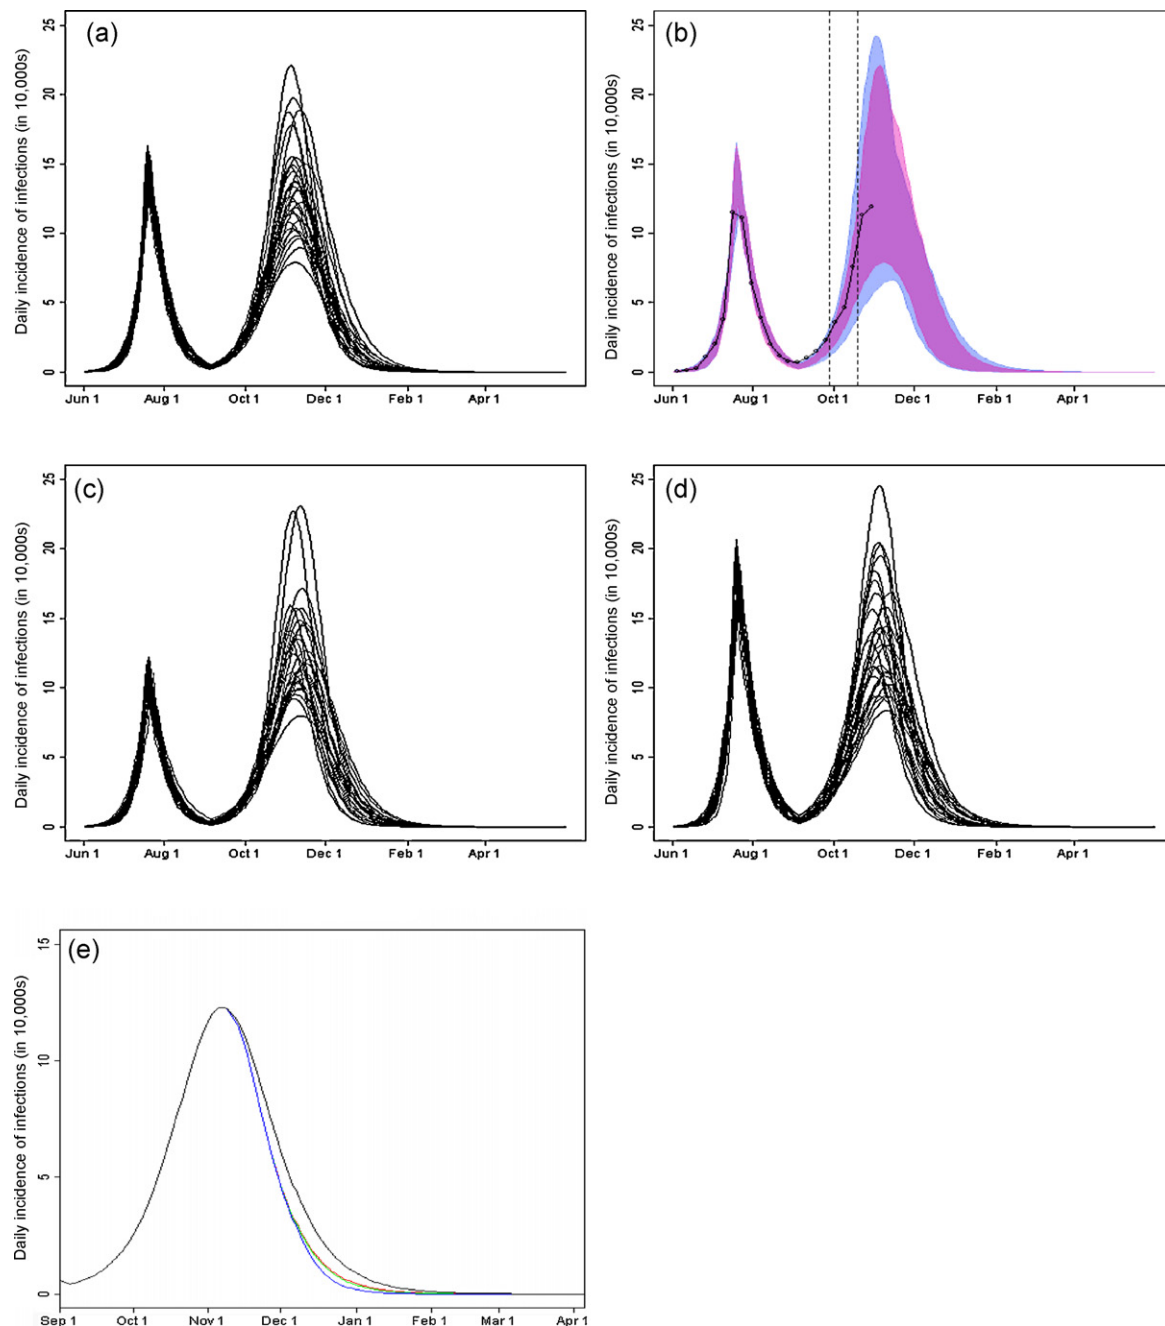 (a)
Daily incidence of infections (in 10,000s)
25
20
15
10
5
0
Jun 1 Aug 1 Oct 1 Dec 1 Feb 1 Apr 1
(b)
Daily incidence of infections (in 10,000s)
25
20
15
10
5
0
Jun 1 Aug 1 Oct 1 Dec 1 Feb 1 Apr 1
(c)
Daily incidence of infections (in 10,000s)
25
20
15
10
5
0
Jun 1 Aug 1 Oct 1 Dec 1 Feb 1 Apr 1
(d)
Daily incidence of infections (in 10,000s)
25
20
15
10
5
0
Jun 1 Aug 1 Oct 1 Dec 1 Feb 1 Apr 1
(e)
Daily incidence of infections (in 10,000s)
15
10
5
0
Sep 1 Oct 1 Nov 1 Dec 1 Jan 1 Feb 1 Mar 1 Apr 1